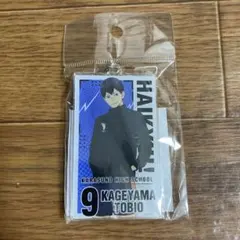 HAIKYU!!
KARASUNO HIGH SCHOOL
9 KAGEYAMA
TOBIO